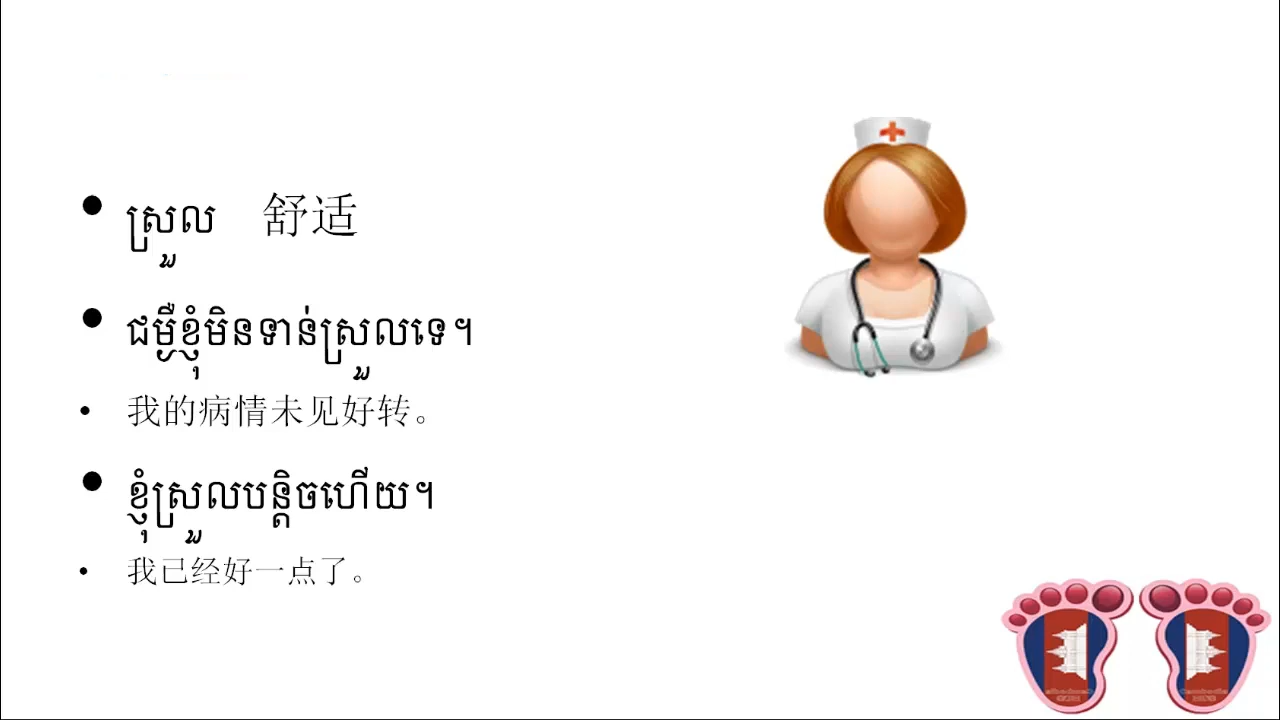 • ស្រួល 舒适
• ជម្ងឺខ្ញុំមិនទាន់ស្រួលទេ។
• 我的病情未见好转。
• ខ្ញុំស្រួលបន្តិចហើយ។
• 我已经好一点了。